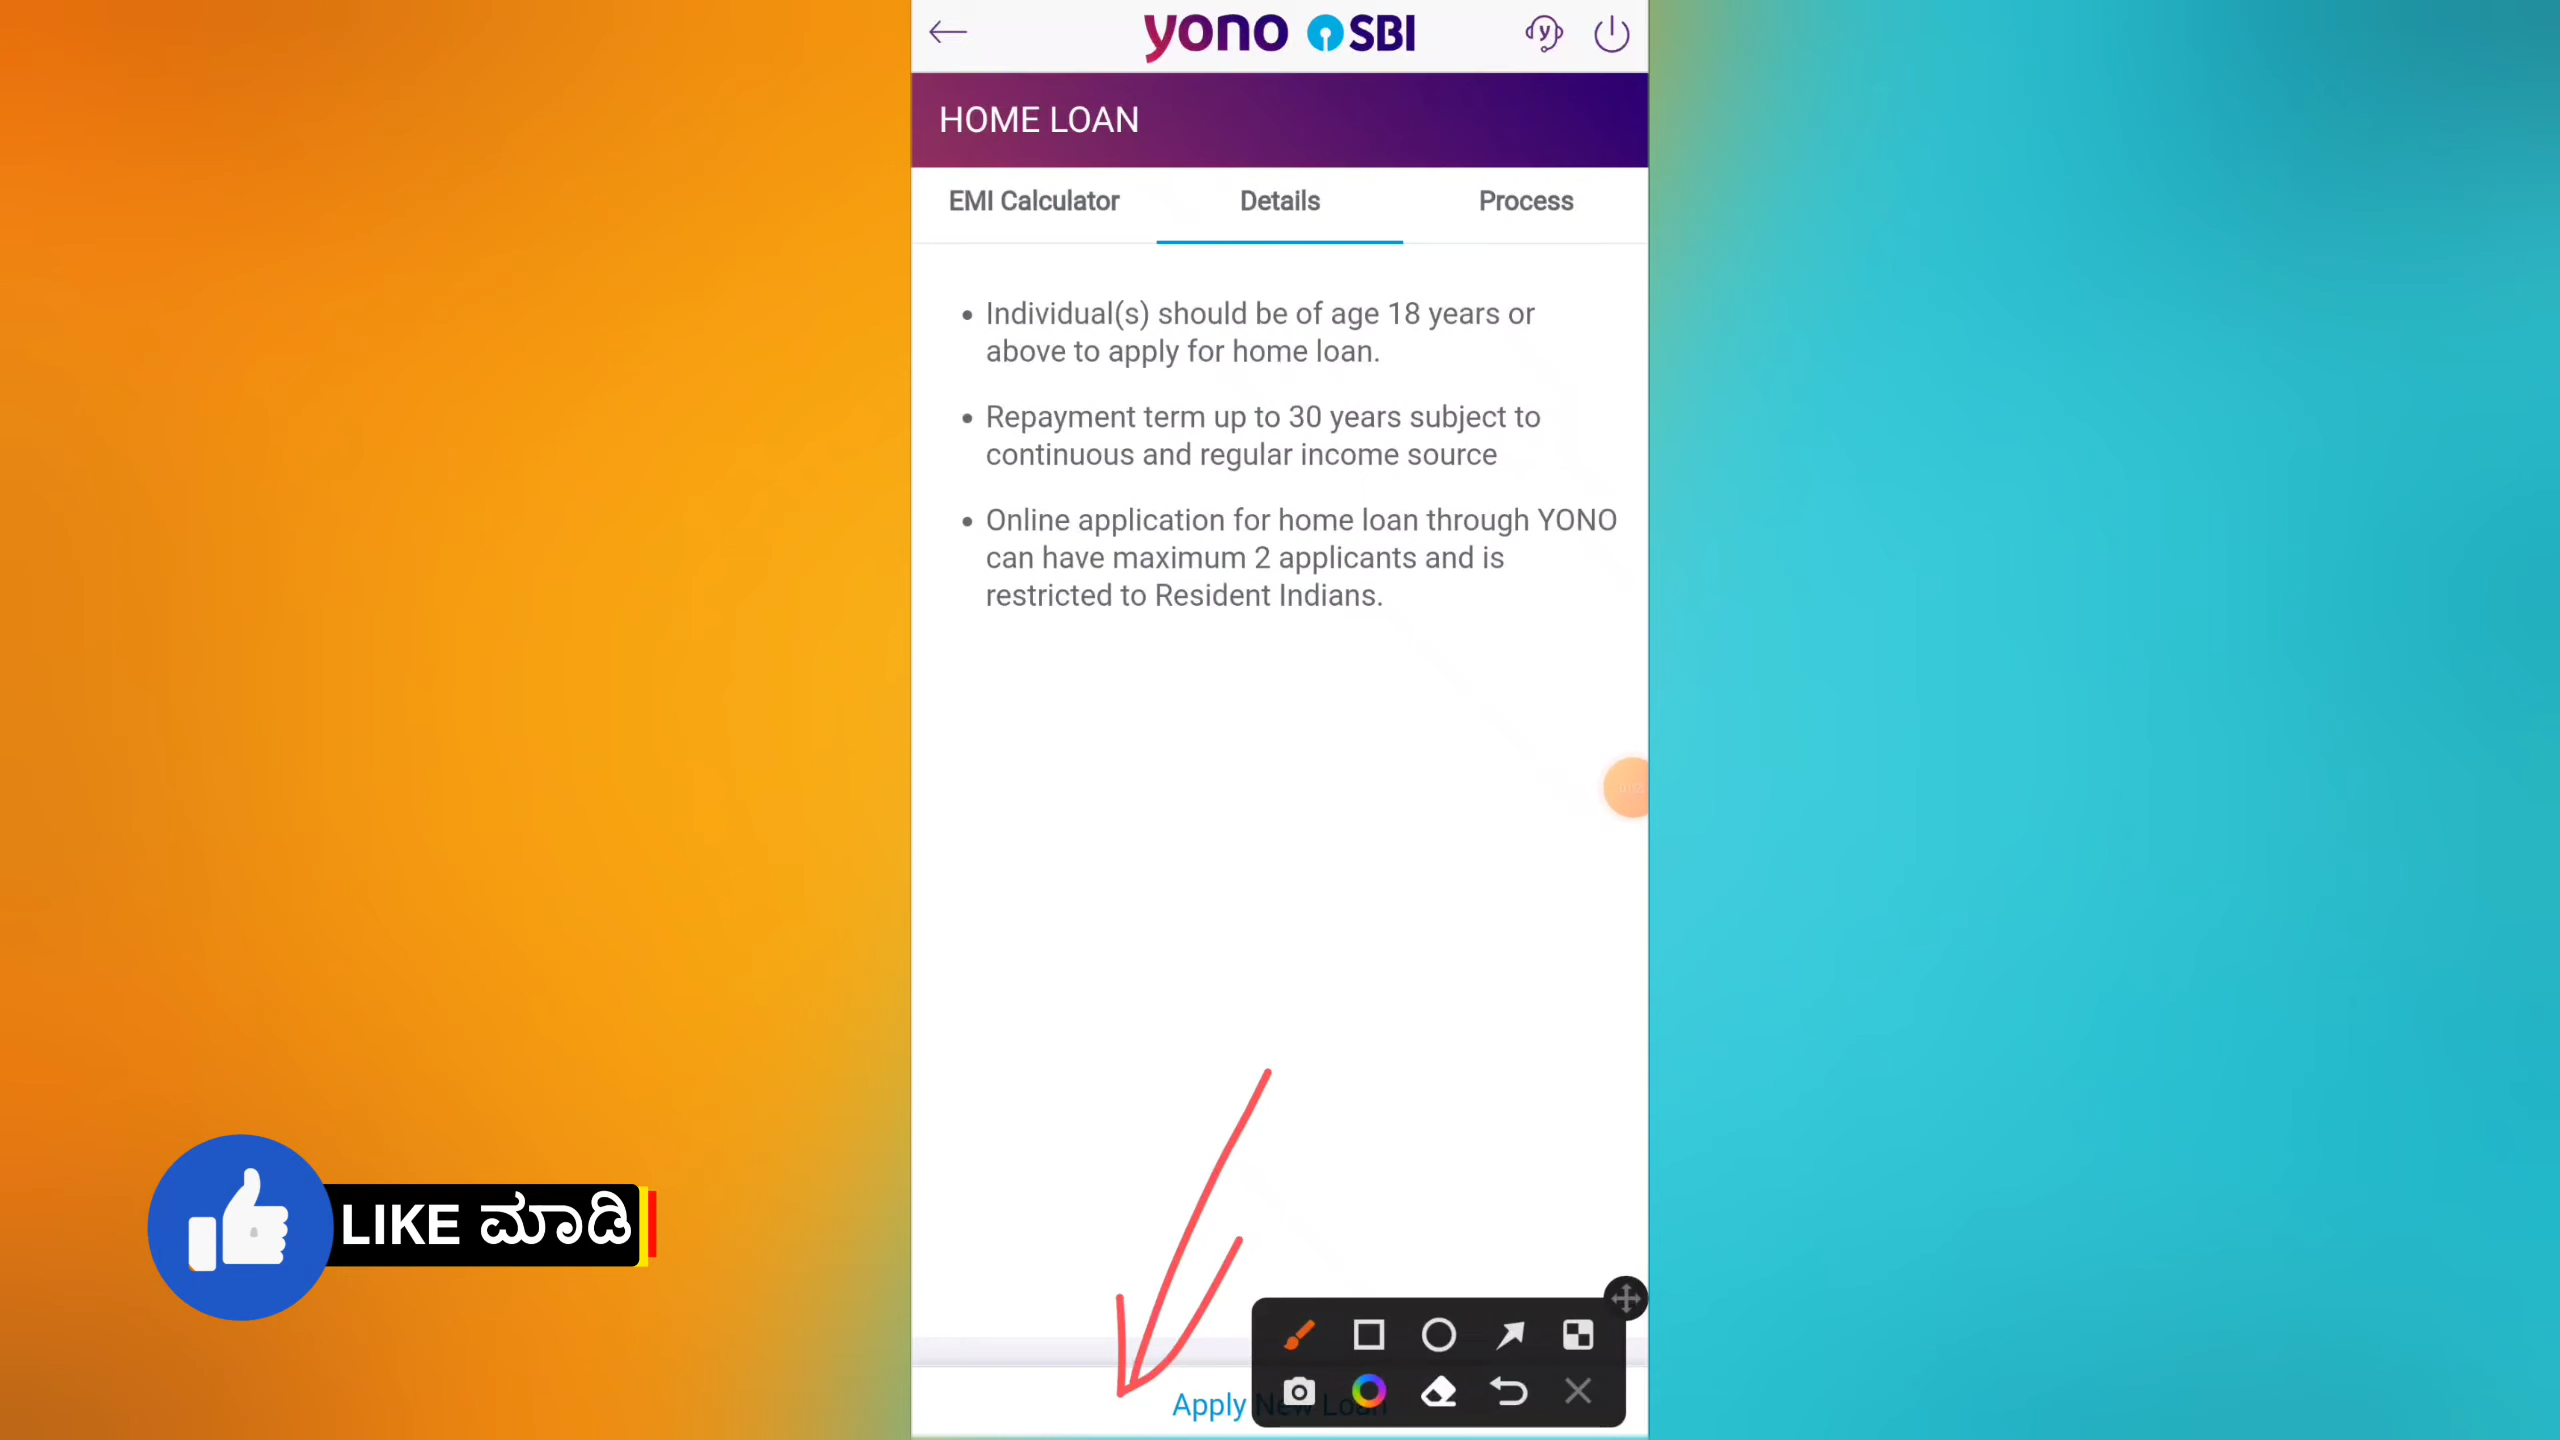 yono SBI
HOME LOAN
EMI Calculator Details Process
• Individual(s) should be of age 18 years or
above to apply for home loan.
• Repayment term up to 30 years subject to
continuous and regular income source
• Online application for home loan through YONO
can have maximum 2 applicants and is
restricted to Resident Indians.
LIKE ಮಾಡಿ
Apply New Loan